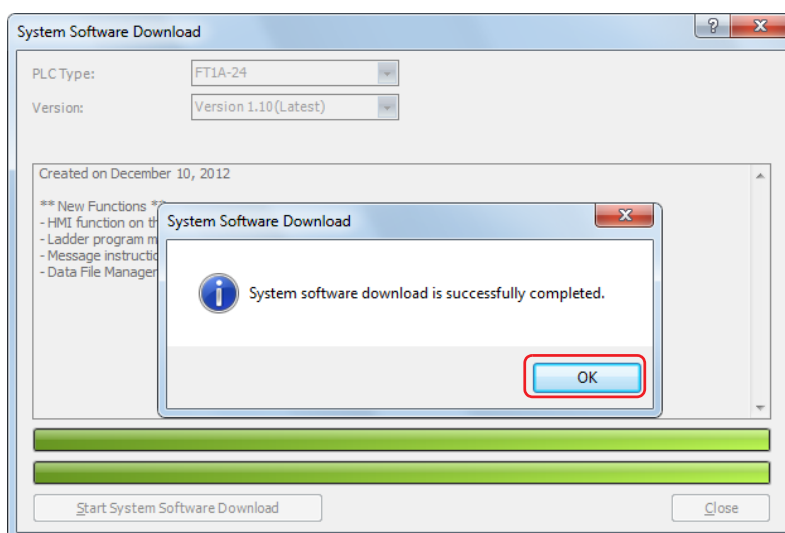 System Software Download
PLC Type: FT1A-24
Version: Version 1.10(Latest)
Created on December 10, 2012
** New Functions **
- HMI function on th
- Ladder program m
- Message instructio
- Data File Manager
System Software Download
System software download is successfully completed.
OK
Start System Software Download Close